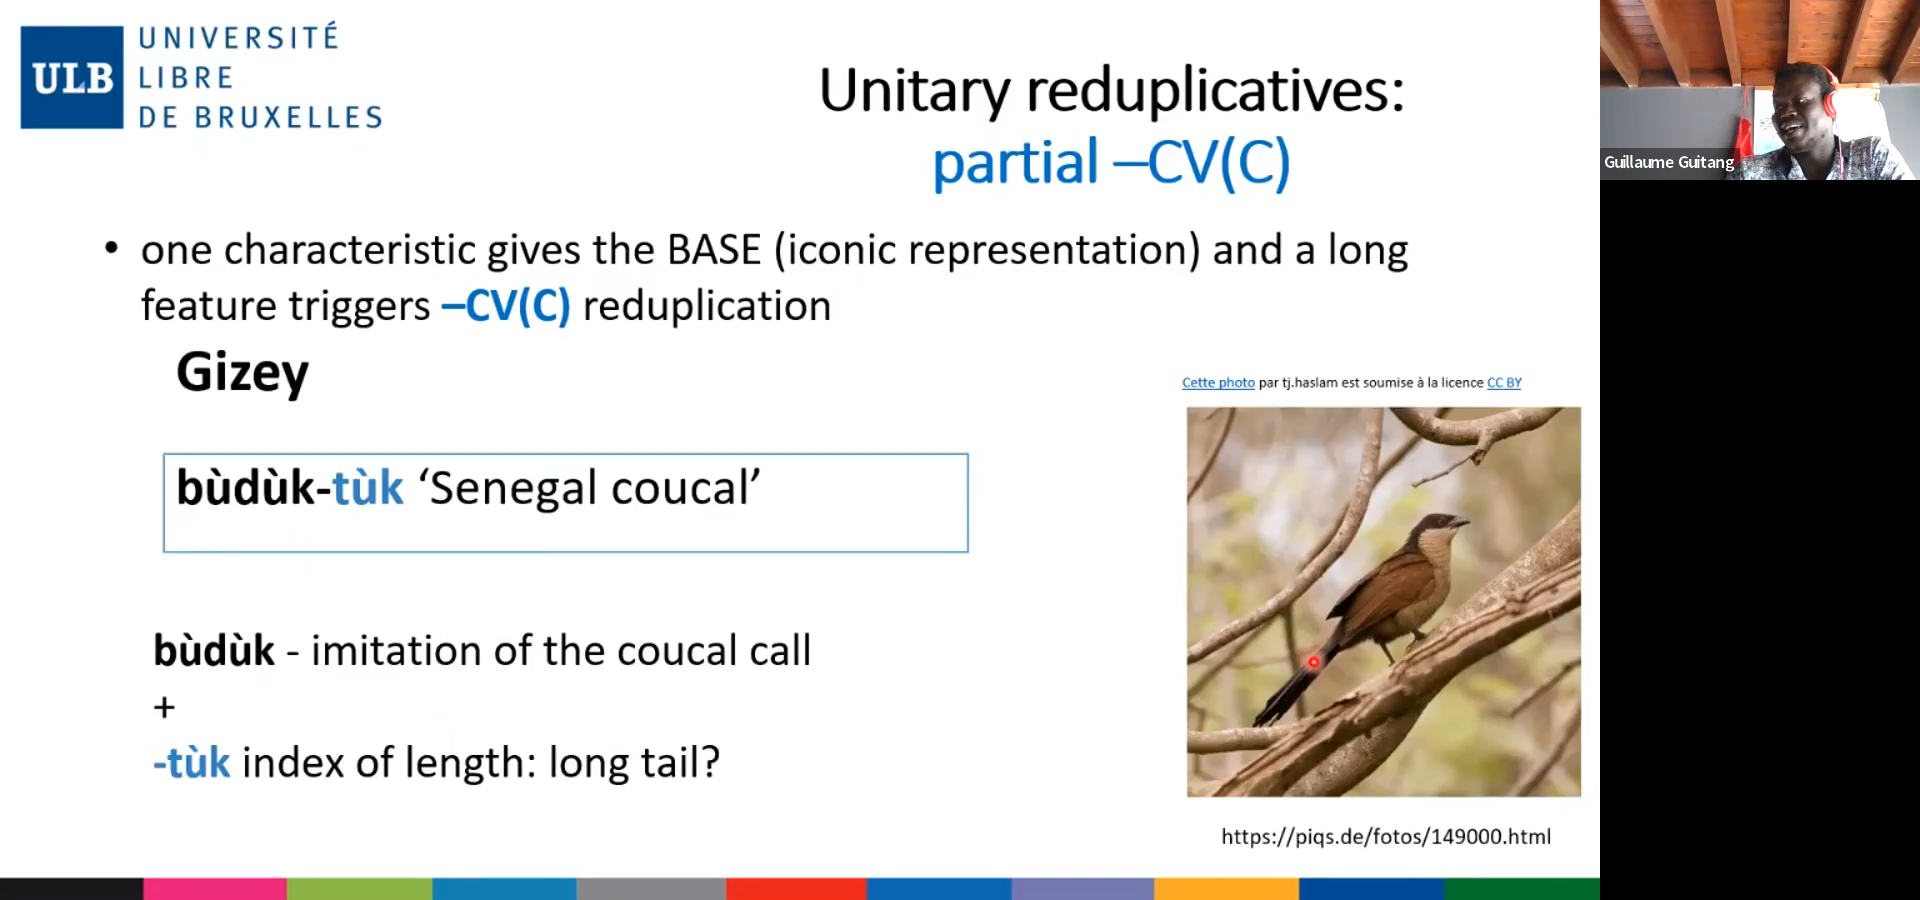 ULB
UNIVERSITÉ
LIBRE
DE BRUXELLES
Unitary reduplicatives:
partial –CV(C)
• one characteristic gives the BASE (iconic representation) and a long
feature triggers –CV(C) reduplication
Gizey
bùdùk-tùk ‘Senegal coucal’
bùdùk - imitation of the coucal call
+
-tùk index of length: long tail?
Cette photo par tj.haslam est soumise à la licence CC BY
https://piqs.de/fotos/149000.html
Guillaume Guitang